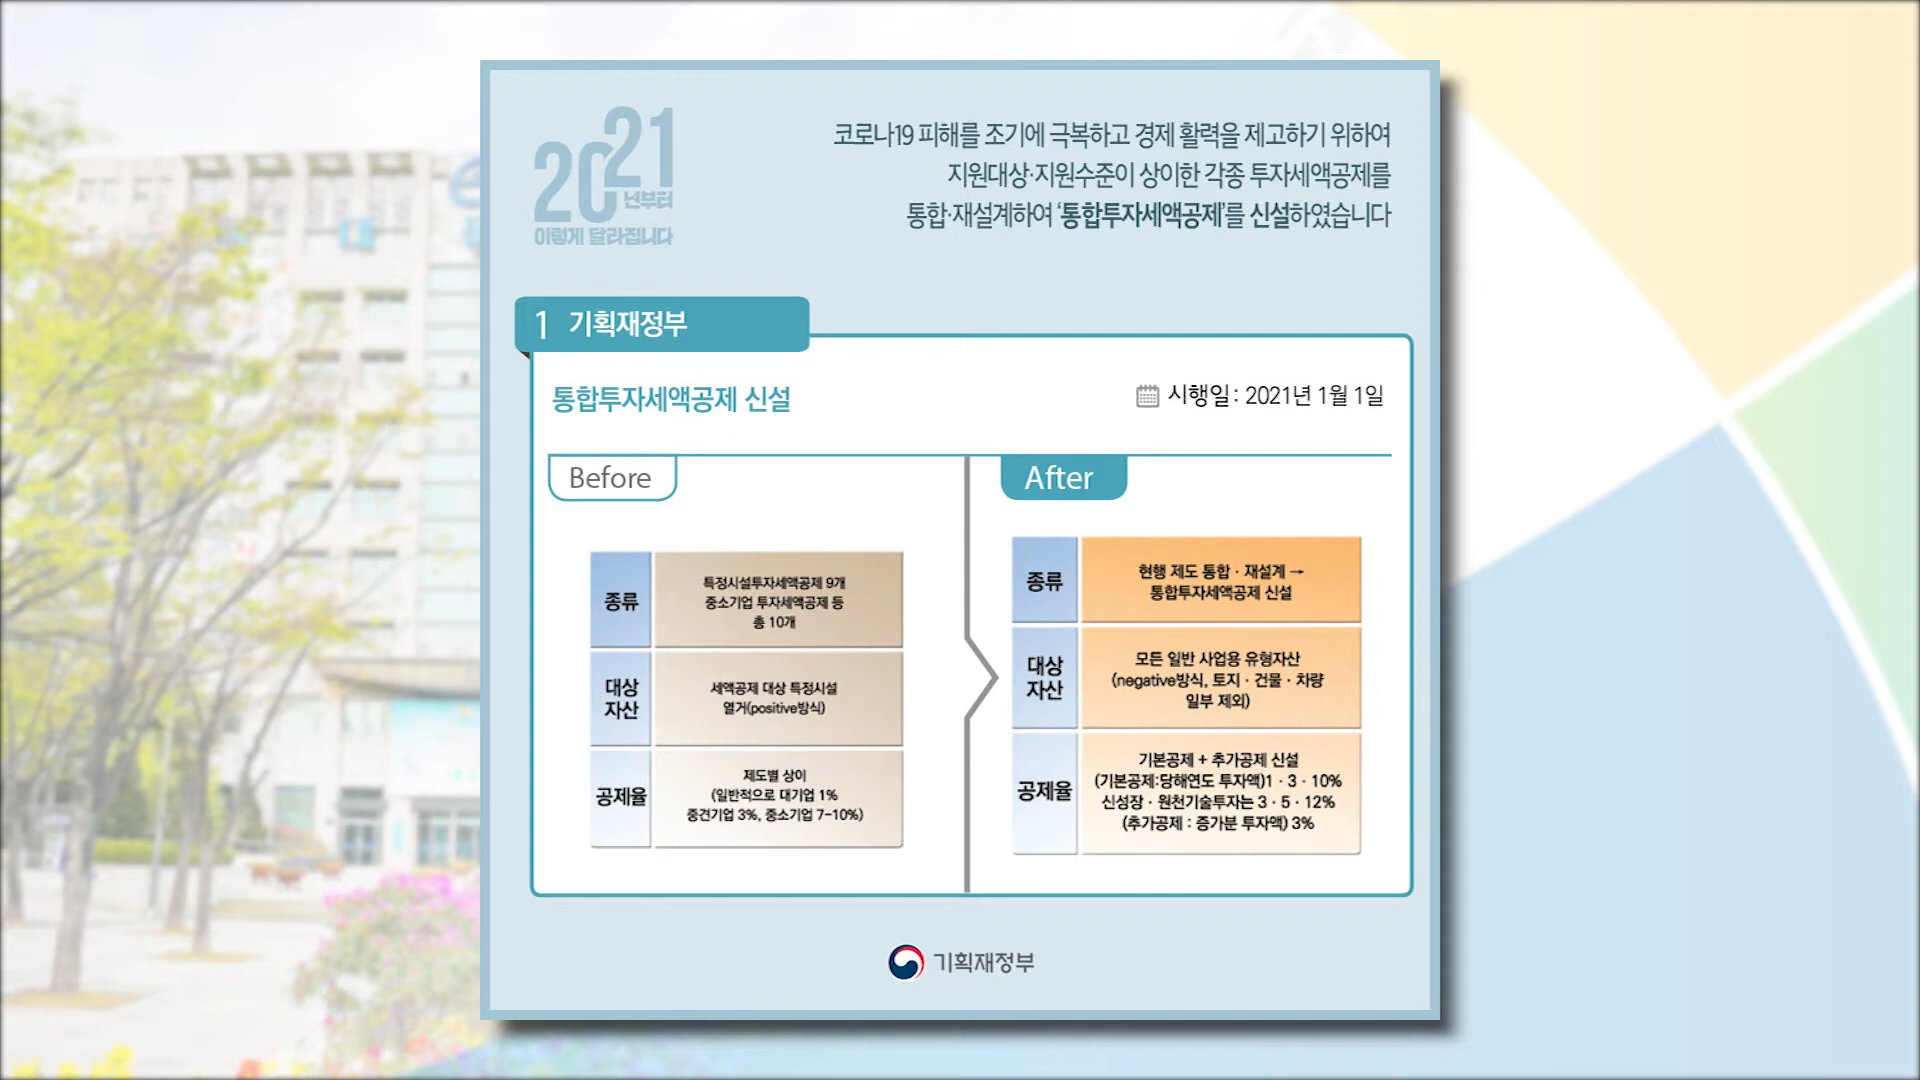 2021
년부터
이렇게 달라집니다
코로나19 피해를 조기에 극복하고 경제 활력을 제고하기 위하여
지원대상·지원수준이 상이한 각종 투자세액공제를
통합·재설계하여 ‘통합투자세액공제’를 신설하였습니다
1 기획재정부
통합투자세액공제 신설
시행일 : 2021년 1월 1일
Before
종류
특정시설투자세액공제 9개
중소기업 투자세액공제 등
총 10개
대상
자산
세액공제 대상 특정시설
열거(positive방식)
공제율
제도별 상이
(일반적으로 대기업 1%
중견기업 3%, 중소기업 7-10%)
After
종류
현행 제도 통합 · 재설계 →
통합투자세액공제 신설
대상
자산
모든 일반 사업용 유형자산
(negative방식, 토지 · 건물 · 차량
일부 제외)
공제율
기본공제 + 추가공제 신설
(기본공제:당해연도 투자액)1 · 3 · 10%
신성장 · 원천기술투자는 3 · 5 · 12%
(추가공제 : 증가분 투자액) 3%
기획재정부